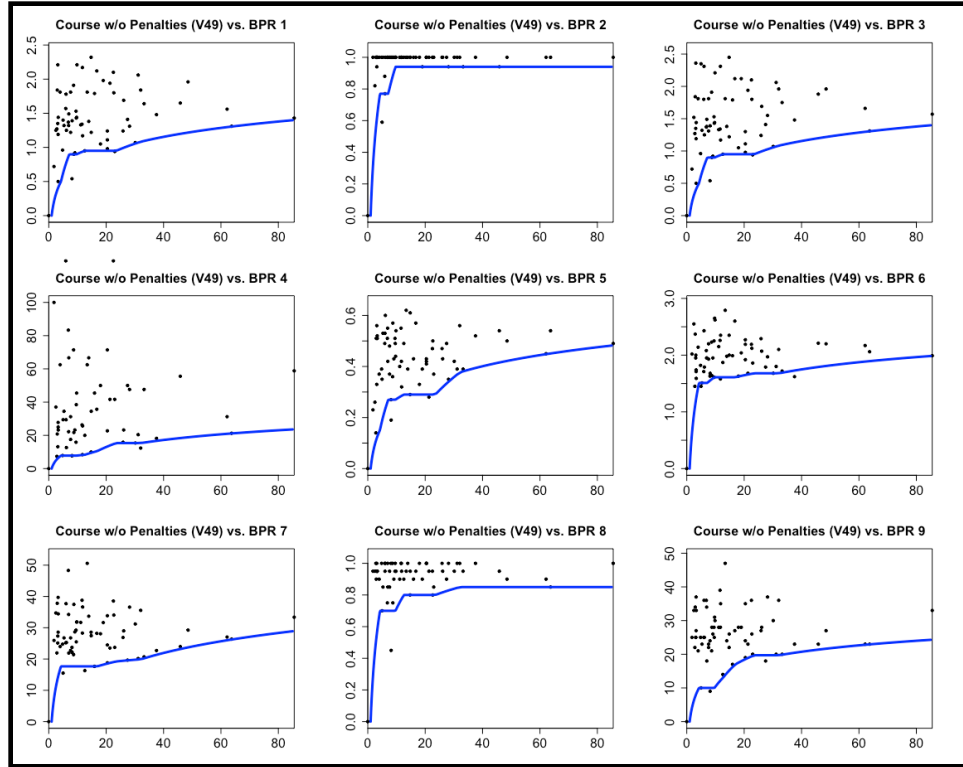 Course w/o Penalties (V49) vs. BPR 1
Course w/o Penalties (V49) vs. BPR 2
Course w/o Penalties (V49) vs. BPR 3
2.5
2.0
1.5
1.0
0.5
0.0
0 20 40 60 80
1.0
0.8
0.6
0.4
0.2
0.0
0 20 40 60 80
2.5
2.0
1.5
1.0
0.5
0.0
0 20 40 60 80
Course w/o Penalties (V49) vs. BPR 4
Course w/o Penalties (V49) vs. BPR 5
Course w/o Penalties (V49) vs. BPR 6
100
80
60
40
20
0
0 20 40 60 80
0.6
0.4
0.2
0.0
0 20 40 60 80
3.0
2.0
1.0
0.0
0 20 40 60 80
Course w/o Penalties (V49) vs. BPR 7
Course w/o Penalties (V49) vs. BPR 8
Course w/o Penalties (V49) vs. BPR 9
50
40
30
20
10
0
0 20 40 60 80
1.0
0.8
0.6
0.4
0.2
0.0
0 20 40 60 80
50
40
30
20
10
0
0 20 40 60 80